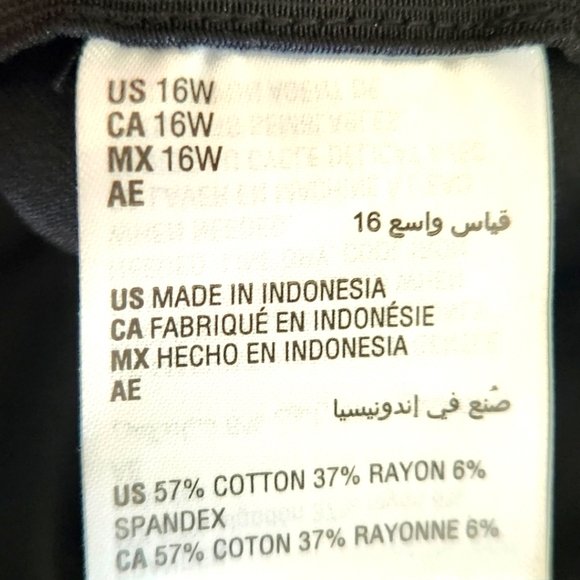 US 16W
CA 16W
MX 16W
AE
قياس واسع 16
US MADE IN INDONESIA
CA FABRIQUÉ EN INDONÉSIE
MX HECHO EN INDONESIA
AE
صُنع في إندونيسيا
US 57% COTTON 37% RAYON 6%
SPANDEX
CA 57% COTON 37% RAYONNE 6%